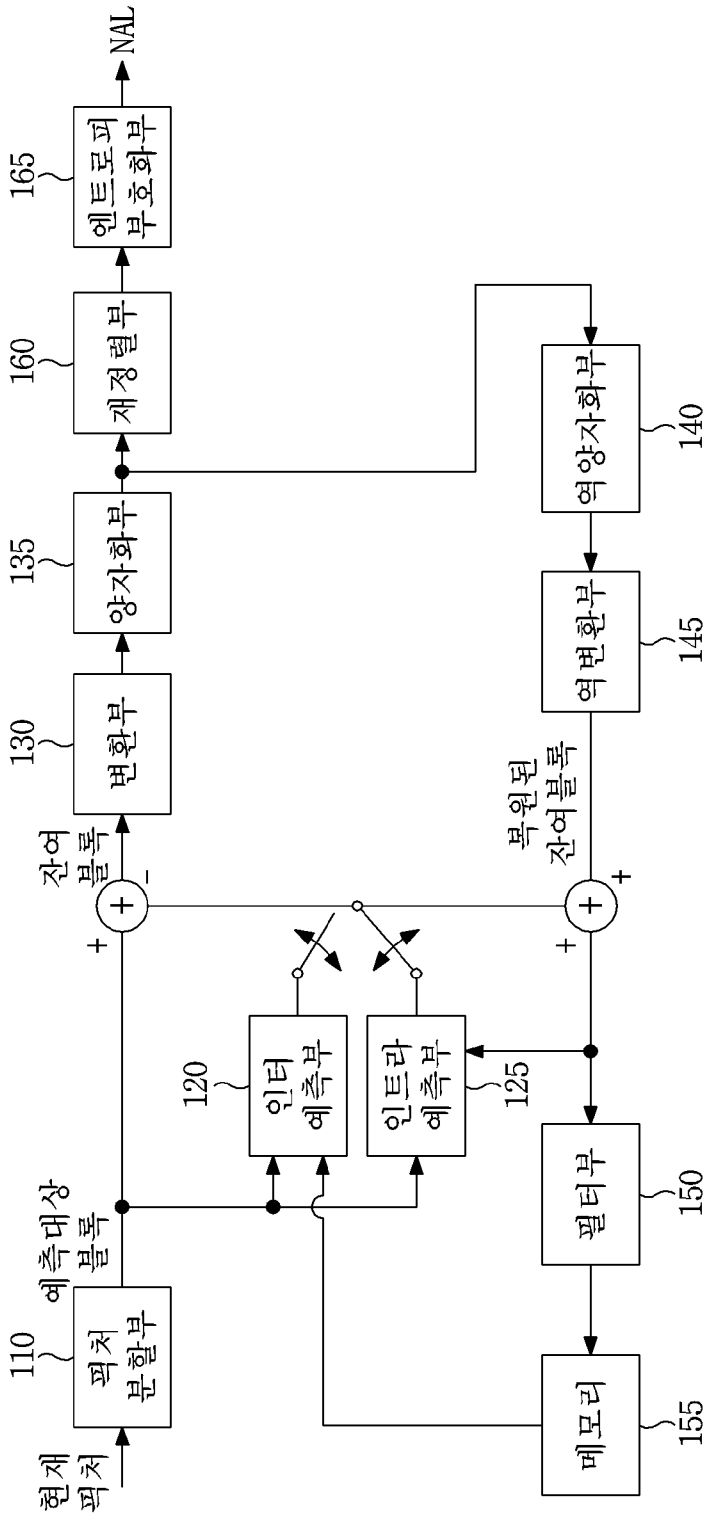 현재
픽처
110
픽처
분할부
예측대상
블록
+
-
+
잔여
블록
130
변환부
135
양자화부
160
재정렬부
165
엔트로피
부호화부
NAL
120
인터
예측부
인트라
예측부
125
메모리
155
필터부
150
+
+
+
복원된
잔여블록
역변환부
145
역양자화부
140